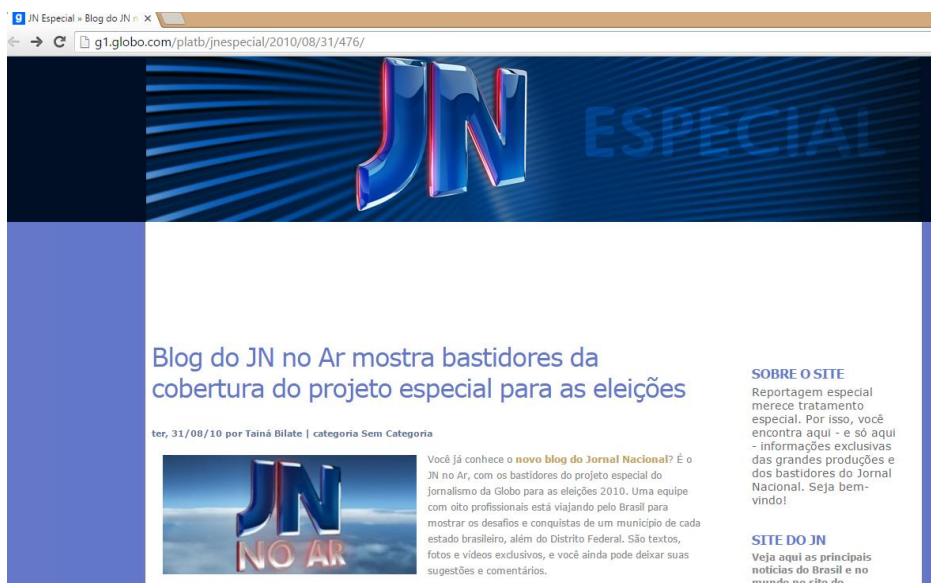 JN Especial » Blog do JN n
g1.globo.com/platb/jnespecial/2010/08/31/476/
JN ESPECIAL
Blog do JN no Ar mostra bastidores da
cobertura do projeto especial para as eleições
ter, 31/08/10 por Tainá Bilate | categoria Sem Categoria
JN
NO AR
Você já conhece o novo blog do Jornal Nacional? É o
JN no Ar, com os bastidores do projeto especial do
jornalismo da Globo para as eleições 2010. Uma equipe
com oito profissionais está viajando pelo Brasil para
mostrar os desafios e conquistas de um município de cada
estado brasileiro, além do Distrito Federal. São textos,
fotos e vídeos exclusivos, e você ainda pode deixar suas
sugestões e comentários.
SOBRE O SITE
Reportagem especial
merece tratamento
especial. Por isso, você
encontra aqui - e só aqui
- informações exclusivas
das grandes produções e
dos bastidores do Jornal
Nacional. Seja bem-
vindo!
SITE DO JN
Veja aqui as principais
notícias do Brasil e no
mundo no site do